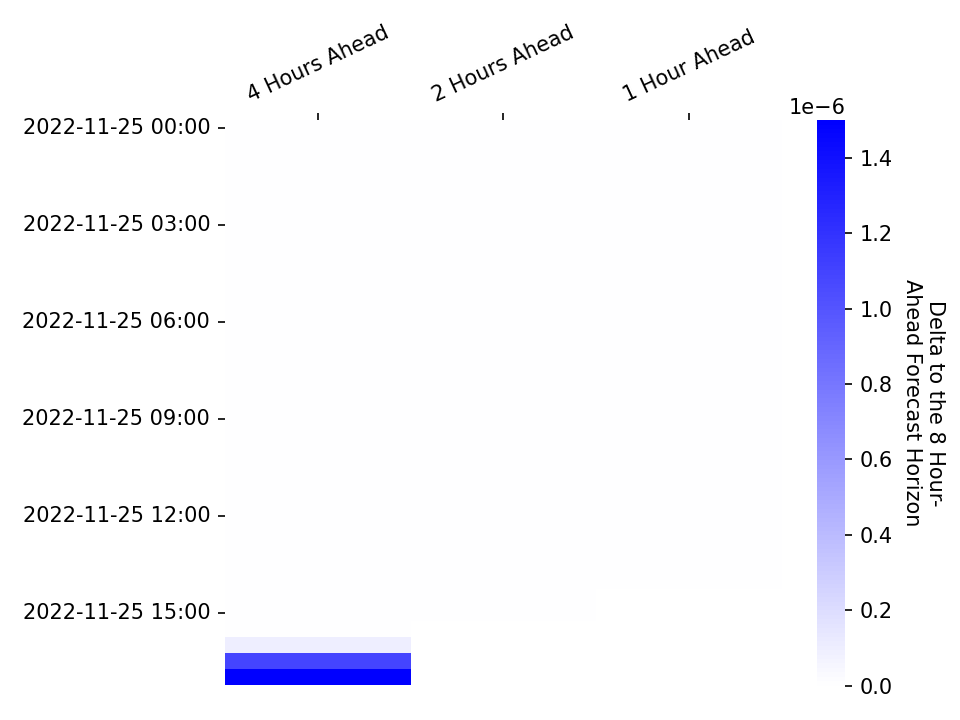 4 Hours Ahead
2 Hours Ahead
1 Hour Ahead
1e−6
2022-11-25 00:00
2022-11-25 03:00
2022-11-25 06:00
2022-11-25 09:00
2022-11-25 12:00
2022-11-25 15:00
1.4
1.2
1.0
0.8
0.6
0.4
0.2
0.0
Delta to the 8 Hour-
Ahead Forecast Horizon